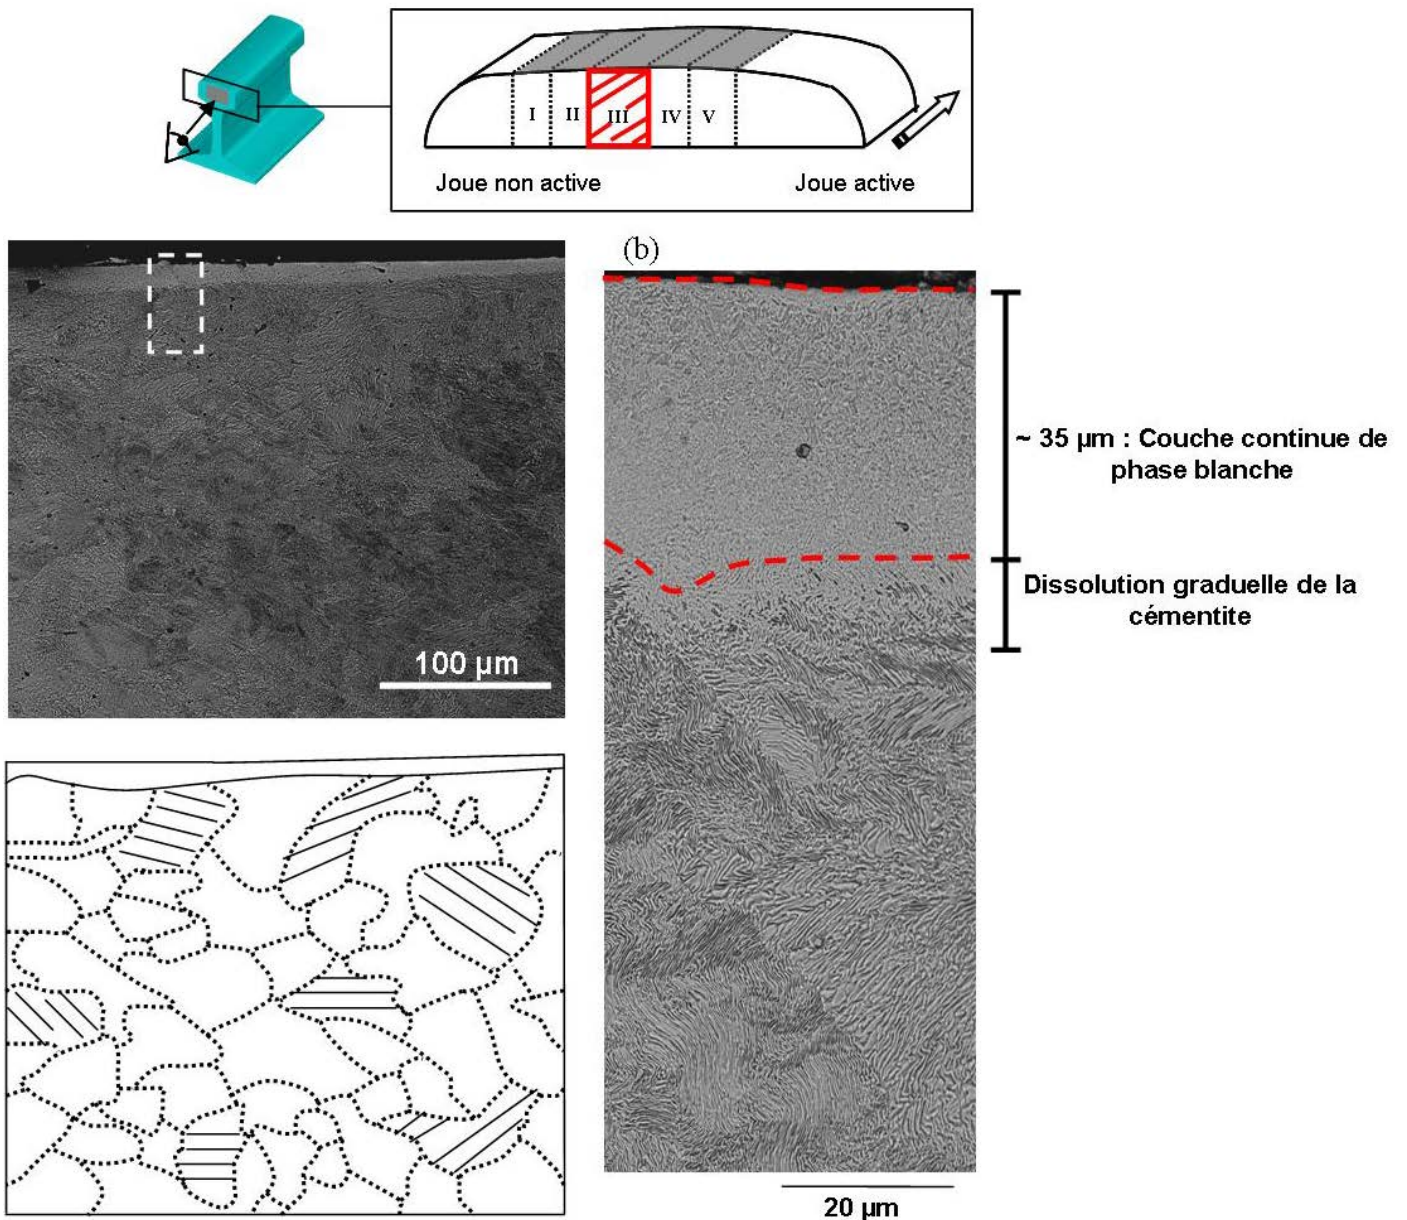 I II III IV V
Joue non active Joue active
(b)
100 µm
~ 35 µm : Couche continue de
phase blanche
Dissolution graduelle de la
cémentite
20 µm